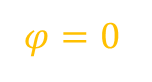 φ = 0